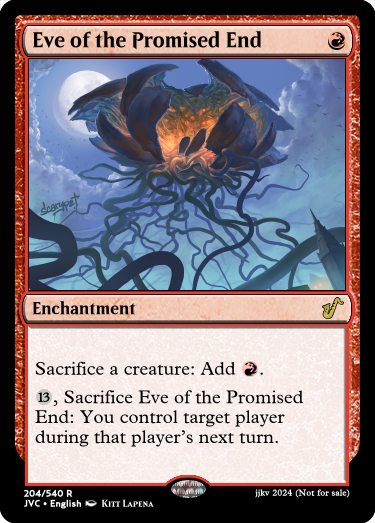 Eve of the Promised End
Enchantment
Sacrifice a creature: Add .
13, Sacrifice Eve of the Promised
End: You control target player
during that player's next turn.
204/540 R
JVC • English Kitt Lapena
jjkv 2024 (Not for sale)